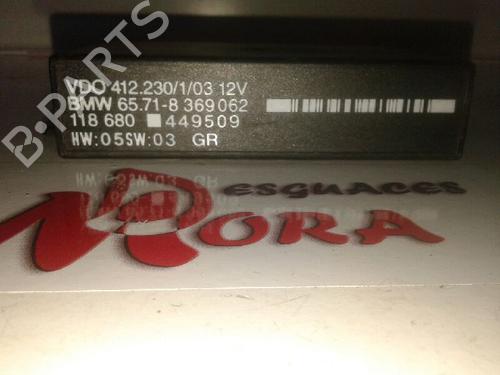 B-PARTS
VDO 412.230/1/03 12V
BMW 65.71-8 369062
118 680 449509
HW:05SW:03 GR
DESGUACES
MORA